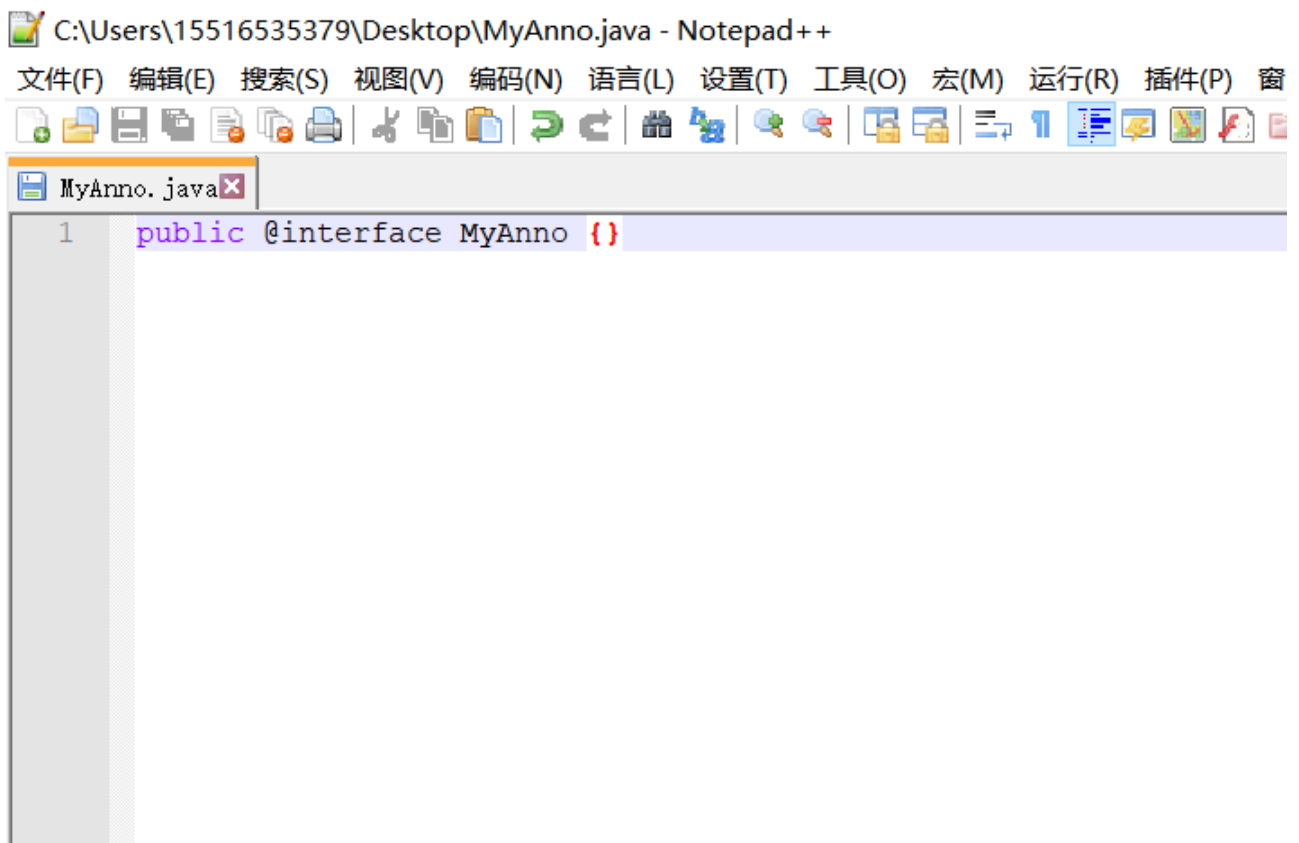 C:\Users\15516535379\Desktop\MyAnno.java - Notepad++
文件(F) 编辑(E) 搜索(S) 视图(V) 编码(N) 语言(L) 设置(T) 工具(O) 宏(M) 运行(R) 插件(P) 窗
MyAnno.java
1 public @interface MyAnno {}